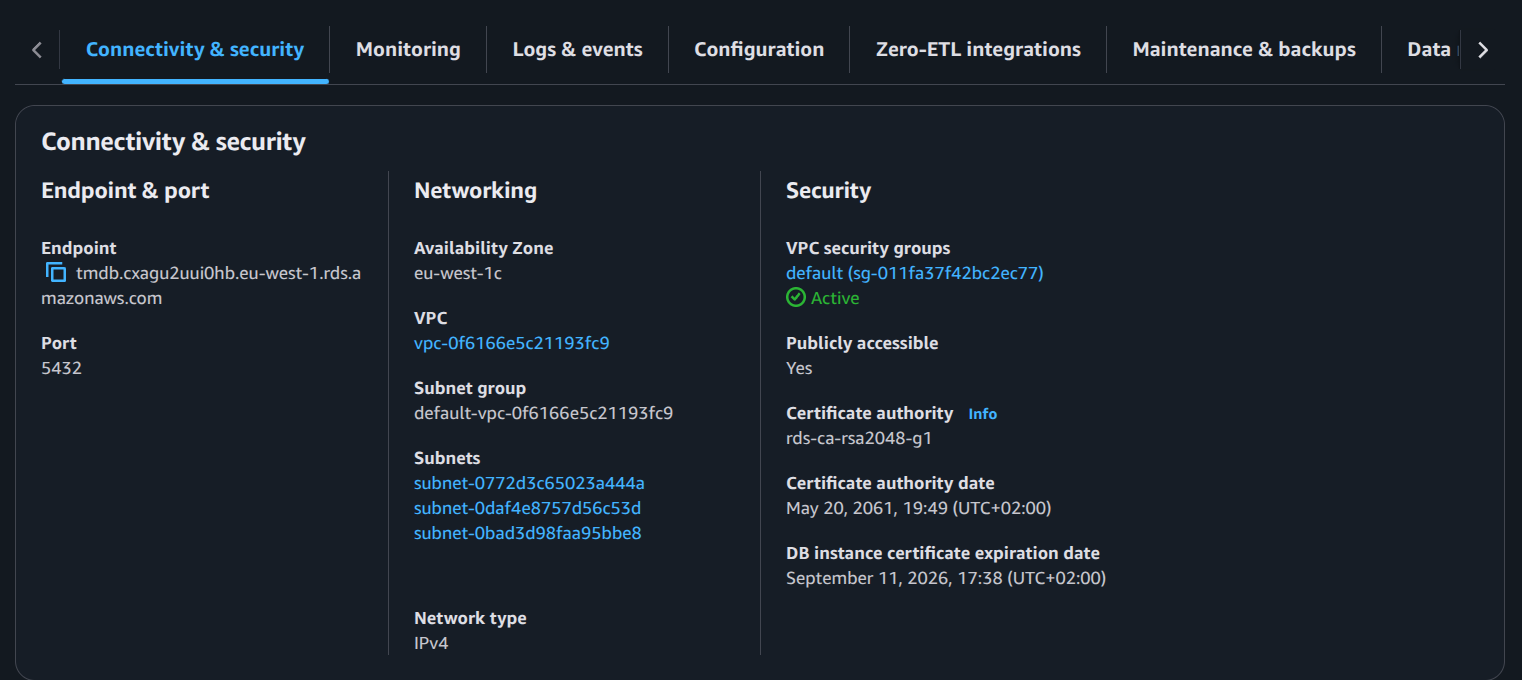 Connectivity & security
Monitoring
Logs & events
Configuration
Zero-ETL integrations
Maintenance & backups
Data
Connectivity & security
Endpoint & port
Endpoint
tmdb.cxagu2uui0hb.eu-west-1.rds.a
mazonaws.com
Port
5432
Networking
Availability Zone
eu-west-1c
VPC
vpc-0f6166e5c21193fc9
Subnet group
default-vpc-0f6166e5c21193fc9
Subnets
subnet-0772d3c65023a444a
subnet-0daf4e8757d56c53d
subnet-0bad3d98faa95bbe8
Network type
IPv4
Security
VPC security groups
default (sg-011fa37f42bc2ec77)
Active
Publicly accessible
Yes
Certificate authority Info
rds-ca-rsa2048-g1
Certificate authority date
May 20, 2061, 19:49 (UTC+02:00)
DB instance certificate expiration date
September 11, 2026, 17:38 (UTC+02:00)